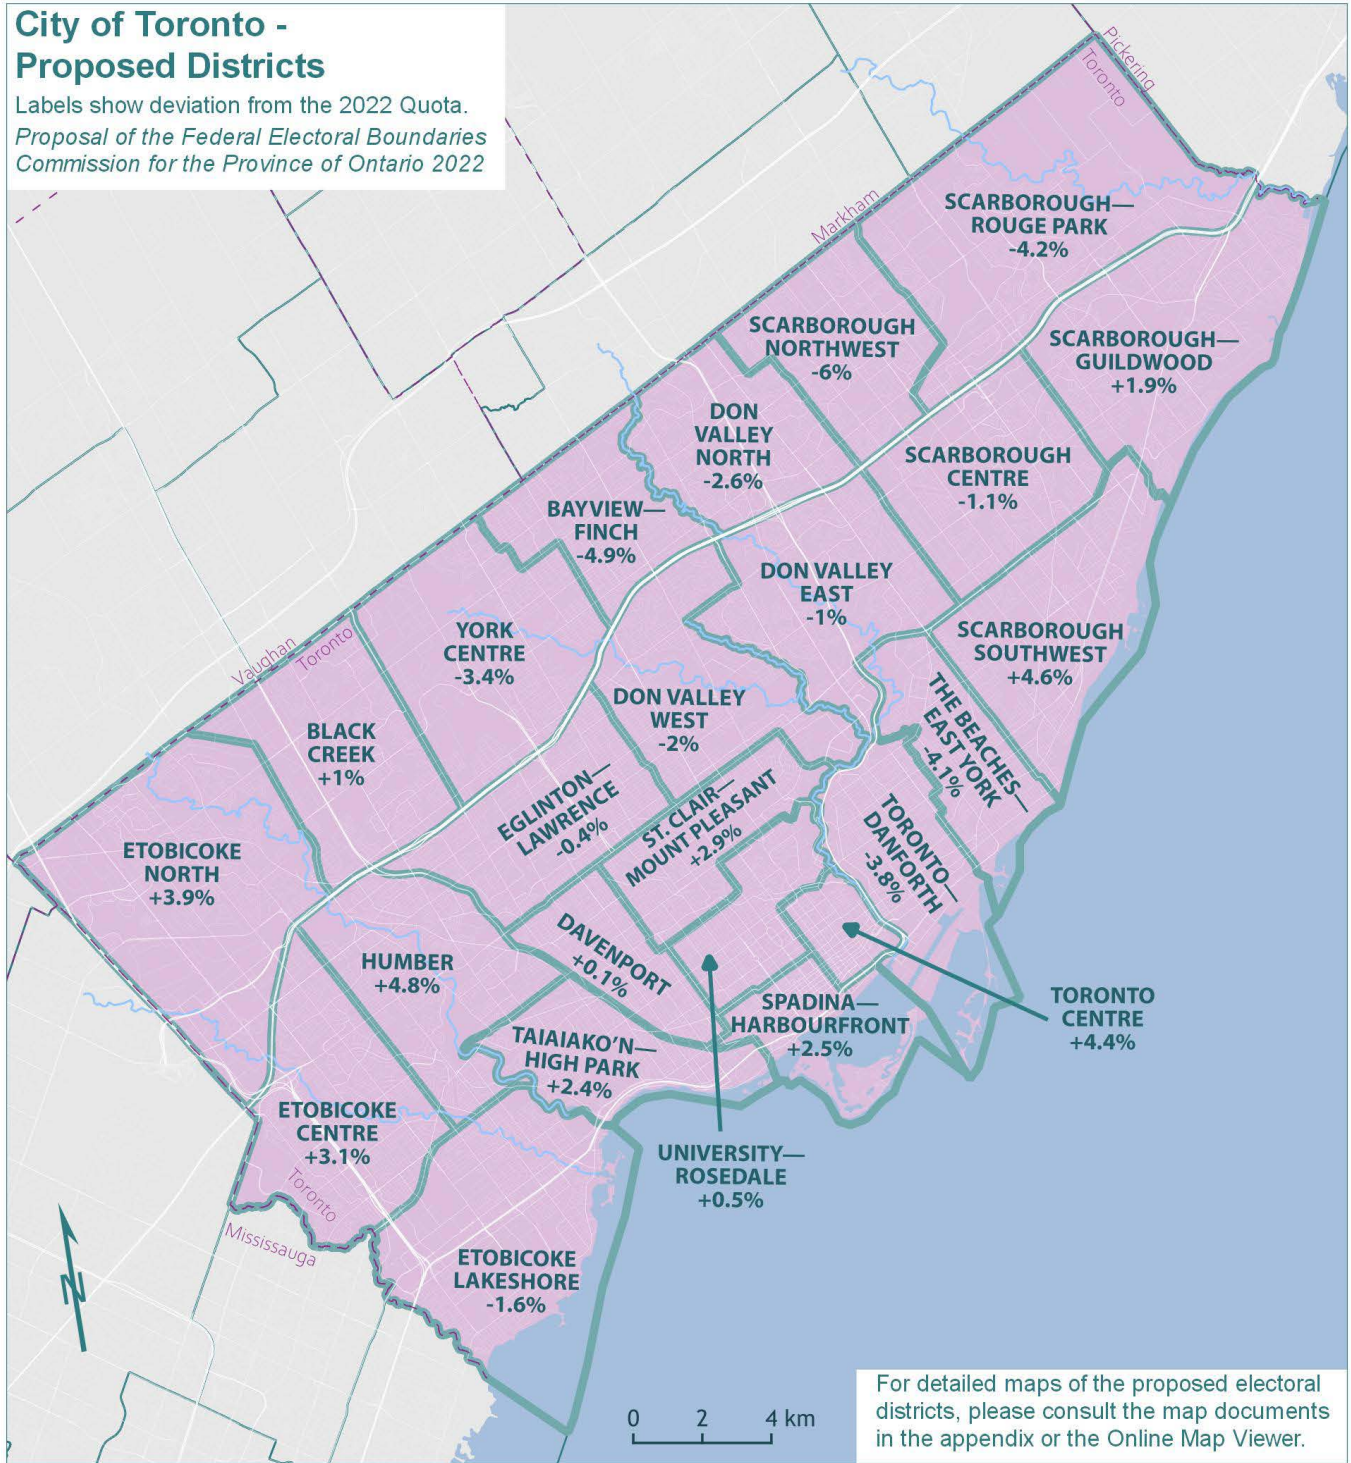 City of Toronto -
Proposed Districts
Labels show deviation from the 2022 Quota.
Proposal of the Federal Electoral Boundaries
Commission for the Province of Ontario 2022
Pickering
Toronto
Markham
SCARBOROUGH—
ROUGE PARK
-4.2%
SCARBOROUGH
NORTHWEST
-6%
SCARBOROUGH—
GUILDWOOD
+1.9%
DON
VALLEY
NORTH
-2.6%
SCARBOROUGH
CENTRE
-1.1%
BAYVIEW—
FINCH
-4.9%
DON VALLEY
EAST
-1%
YORK
CENTRE
-3.4%
SCARBOROUGH
SOUTHWEST
+4.6%
Vaughan
Toronto
DON VALLEY
WEST
-2%
THE BEACHES—
EAST YORK
-4.1%
BLACK
CREEK
+1%
EGLINTON—
LAWRENCE
-0.4%
ST. CLAIR—
MOUNT PLEASANT
+2.9%
TORONTO—
DANFORTH
-3.8%
ETOBICOKE
NORTH
+3.9%
HUMBER
+4.8%
DAVENPORT
+0.1%
SPADINA—
HARBOURFRONT
+2.5%
TORONTO
CENTRE
+4.4%
TAIAIAKO'N—
HIGH PARK
+2.4%
ETOBICOKE
CENTRE
+3.1%
UNIVERSITY—
ROSEDALE
+0.5%
Toronto
Mississauga
ETOBICOKE
LAKESHORE
-1.6%
N
0 2 4 km
For detailed maps of the proposed electoral
districts, please consult the map documents
in the appendix or the Online Map Viewer.